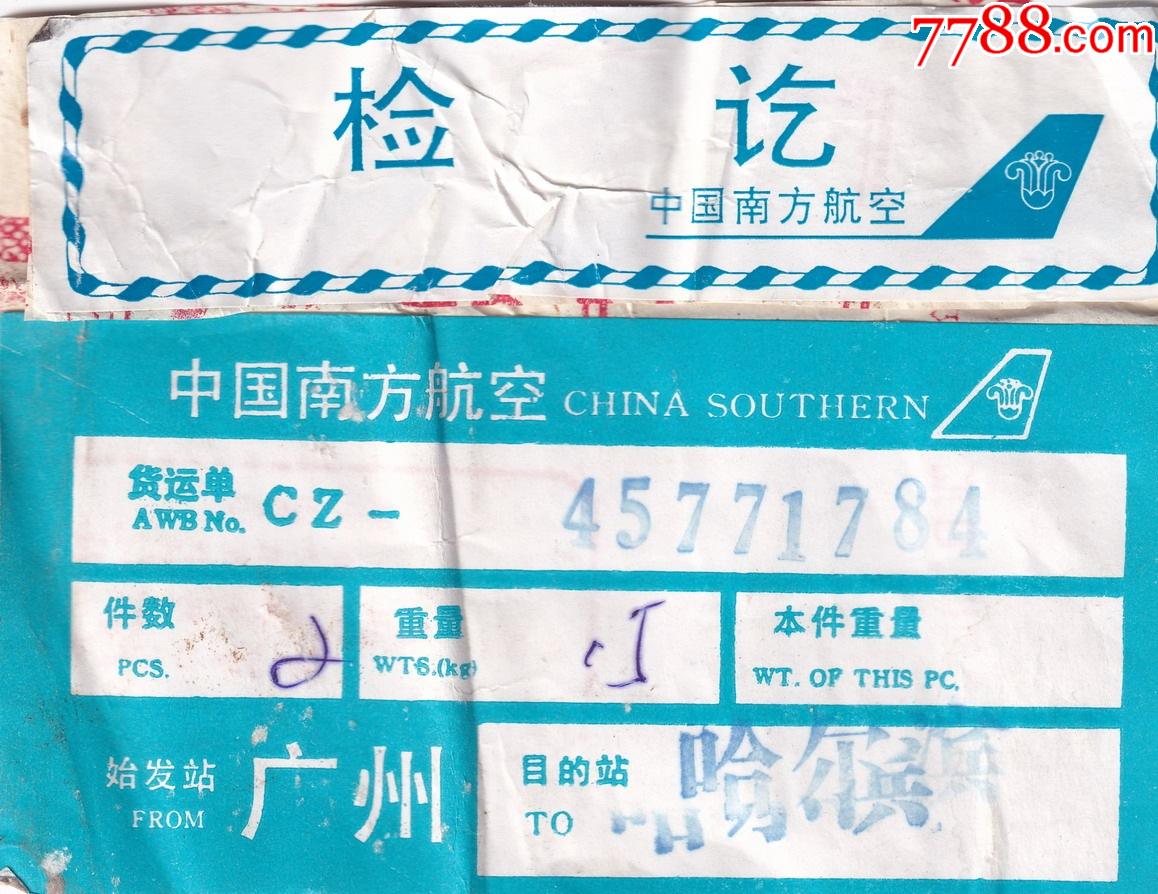 7788.com
检 讫
中国南方航空
中国南方航空 CHINA SOUTHERN
货运单
AWB No. CZ- 45771784
件数
PCS. 2
重量
WTS.(kg)
本件重量
WT. OF THIS PC.
始发站
FROM 广州
目的站
TO 哈尔滨